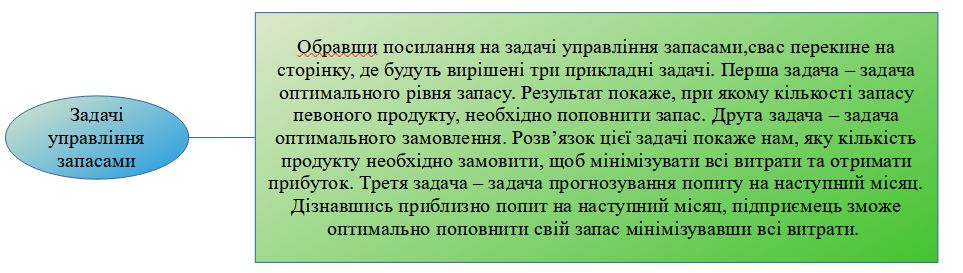 Задачі
управління
запасами
Обравши посилання на задачі управління запасами,свас перекине на
сторінку, де будуть вирішені три прикладні задачі. Перша задача – задача
оптимального рівня запасу. Результат покаже, при якому кількості запасу
певоного продукту, необхідно поповнити запас. Друга задача – задача
оптимального замовлення. Розв’язок цієї задачі покаже нам, яку кількість
продукту необхідно замовити, щоб мінімізувати всі витрати та отримати
прибуток. Третя задача – задача прогнозування попиту на наступний місяц.
Дізнавшись приблизно попит на наступний місяц, підприємець зможе
оптимально поповнити свій запас мінімізувавши всі витрати.